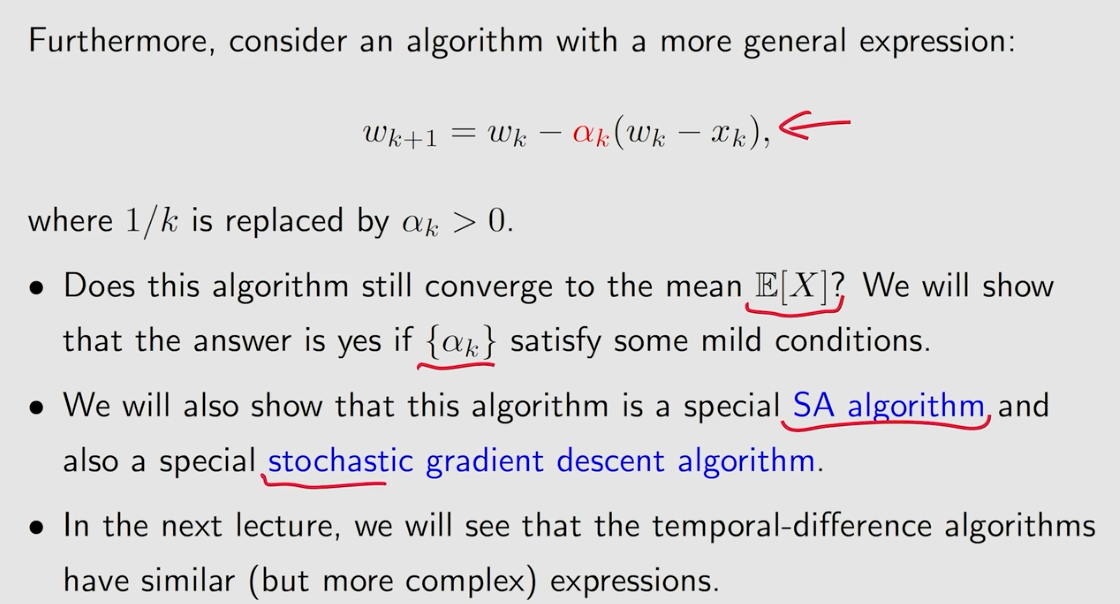 Furthermore, consider an algorithm with a more general expression:
w_{k+1} = w_k − α_k(w_k − x_k),
where 1/k is replaced by α_k > 0.
• Does this algorithm still converge to the mean 𝔼[X]? We will show
that the answer is yes if {α_k} satisfy some mild conditions.
• We will also show that this algorithm is a special SA algorithm and
also a special stochastic gradient descent algorithm.
• In the next lecture, we will see that the temporal-difference algorithms
have similar (but more complex) expressions.